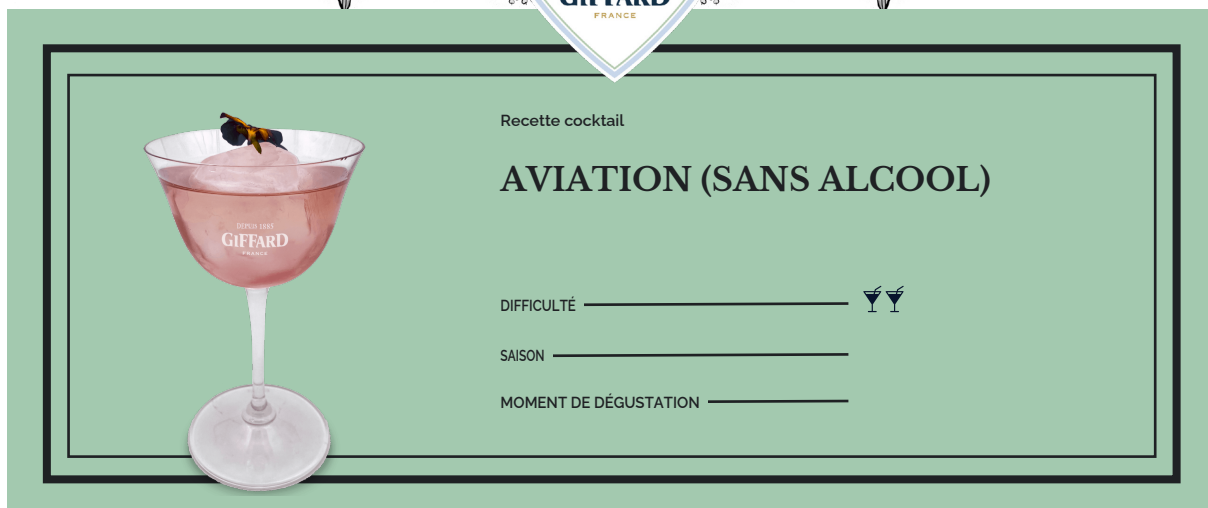 GIFFARD
FRANCE
Recette cocktail
AVIATION (SANS ALCOOL)
DEPUIS 1885
GIFFARD
FRANCE
DIFFICULTÉ
SAISON
MOMENT DE DÉGUSTATION